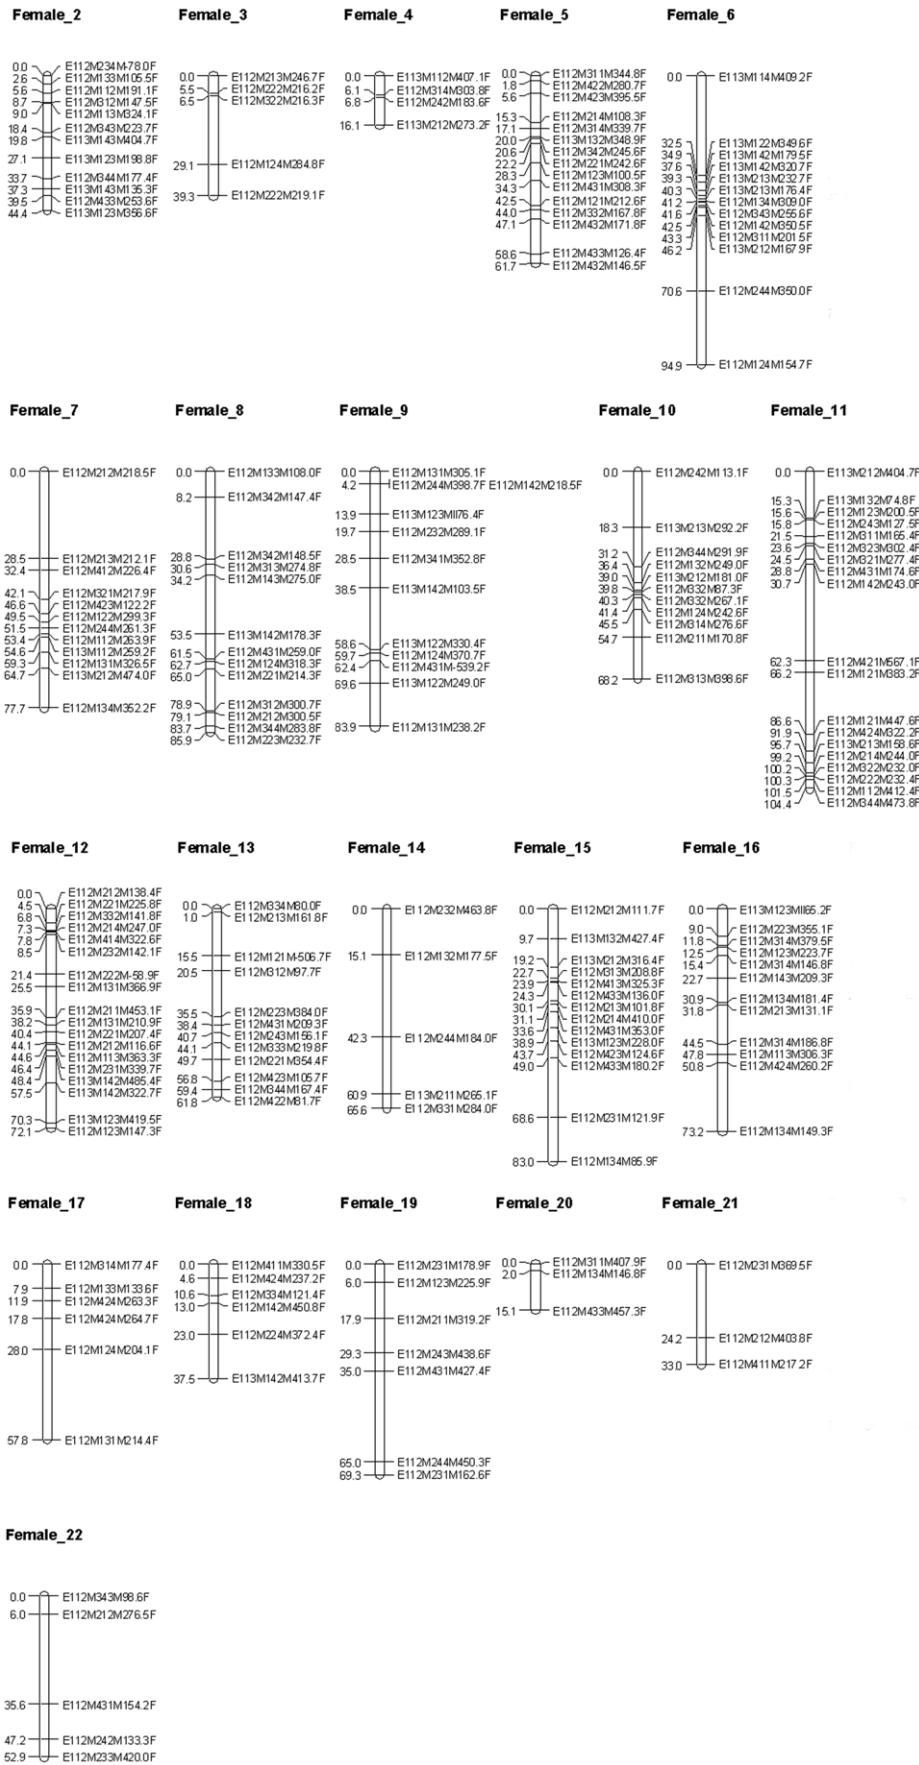 Female_2
0.0 E112M234M-78.0F
2.6 E112M133M105.5F
5.6 E112M112M191.1F
8.7 E112M312M147.5F
9.0 E112M113M324.1F
18.4 E112M343M223.7F
19.8 E113M143M404.7F
27.1 E113M123M198.8F
33.7 E112M344M177.4F
37.3 E113M143M135.3F
39.5 E112M433M253.6F
44.4 E113M123M356.6F
Female_3
0.0 E112M213M246.7F
5.5 E112M222M216.2F
6.5 E112M322M216.3F
29.1 E112M124M284.8F
39.3 E112M222M219.1F
Female_4
0.0 E113M112M407.1F
6.1 E112M314M303.8F
6.8 E112M242M183.6F
16.1 E113M212M273.2F
Female_5
0.0 E112M311M344.8F
1.8 E112M422M280.7F
5.6 E112M423M395.5F
15.3 E112M214M108.3F
17.1 E112M314M339.7F
20.0 E113M132M348.9F
20.6 E112M342M245.6F
22.2 E112M221M242.6F
28.3 E112M123M100.5F
34.3 E112M431M308.3F
42.5 E112M121M212.6F
44.0 E112M332M167.8F
47.1 E112M432M171.8F
58.6 E112M433M126.4F
61.7 E112M432M146.5F
Female_6
0.0 E113M114M409.2F
32.5 E113M122M349.6F
34.9 E113M142M179.5F
37.6 E113M142M320.7F
39.3 E113M213M232.7F
40.3 E113M213M176.4F
41.2 E112M134M309.0F
41.6 E112M343M255.6F
42.5 E112M142M350.5F
43.3 E112M311M201.5F
46.2 E113M212M167.9F
70.6 E112M244M350.0F
94.9 E112M124M154.7F
Female_7
0.0 E112M212M218.5F
28.5 E112M213M212.1F
32.4 E112M412M226.4F
42.1 E112M321M217.9F
46.6 E112M423M122.2F
49.5 E112M122M299.3F
51.5 E112M244M261.3F
53.4 E112M112M263.9F
54.6 E113M112M259.2F
59.3 E112M131M326.5F
64.7 E113M212M474.0F
77.7 E112M134M352.2F
Female_8
0.0 E112M133M108.0F
8.2 E112M342M147.4F
28.8 E112M342M148.5F
30.6 E112M313M274.8F
34.2 E112M143M275.0F
53.5 E113M142M178.3F
61.5 E112M431M259.0F
62.7 E112M124M318.3F
65.0 E112M221M214.3F
78.9 E112M312M300.7F
79.1 E112M212M300.5F
83.7 E112M344M283.8F
85.9 E112M223M232.7F
Female_9
0.0 E112M131M305.1F
4.2 E112M244M398.7F E112M142M218.5F
13.9 E113M123MII76.4F
19.7 E112M232M289.1F
28.5 E112M341M352.8F
38.5 E113M142M103.5F
58.6 E113M122M330.4F
59.7 E112M124M370.7F
62.4 E112M431M-539.2F
69.6 E113M122M249.0F
83.9 E112M131M238.2F
Female_10
0.0 E112M242M113.1F
18.3 E113M213M292.2F
31.2 E112M344M291.9F
36.4 E112M132M249.0F
39.0 E113M212M181.0F
39.8 E112M332M87.3F
40.3 E112M332M267.1F
41.4 E112M124M242.6F
45.5 E112M314M276.6F
54.7 E112M211M170.8F
68.2 E112M313M398.6F
Female_11
0.0 E113M212M404.7F
15.3 E113M132M74.8F
15.6 E112M123M200.5F
15.8 E112M243M127.5F
21.5 E112M311M165.4F
23.6 E112M323M302.4F
24.5 E112M321M277.4F
28.8 E112M431M174.6F
30.7 E112M142M243.0F
62.3 E112M421M567.1F
66.2 E112M121M383.2F
86.6 E112M121M447.6F
91.9 E112M424M322.2F
95.7 E113M213M158.6F
99.2 E112M214M244.0F
100.2 E112M322M232.0F
100.3 E112M222M232.4F
101.5 E112M112M412.4F
104.4 E112M344M473.8F
Female_12
0.0 E112M212M138.4F
4.5 E112M221M225.8F
6.8 E112M332M141.8F
7.3 E112M214M247.0F
7.8 E112M414M322.6F
8.5 E112M232M142.1F
21.4 E112M222M-58.9F
25.5 E112M131M366.9F
35.9 E112M211M453.1F
38.2 E112M131M210.9F
40.4 E112M221M207.4F
44.1 E112M212M116.6F
44.6 E112M113M363.3F
46.4 E112M231M339.7F
48.4 E113M142M485.4F
57.5 E113M142M322.7F
70.3 E113M123M419.5F
72.1 E112M123M147.3F
Female_13
0.0 E112M334M80.0F
1.0 E112M213M161.8F
15.5 E112M121M-506.7F
20.5 E112M312M97.7F
35.5 E112M223M384.0F
38.4 E112M431M209.3F
40.7 E112M243M156.1F
44.1 E112M333M219.8F
49.7 E112M221M354.4F
56.8 E112M423M105.7F
59.4 E112M344M167.4F
61.8 E112M422M81.7F
Female_14
0.0 E112M232M463.8F
15.1 E112M132M177.5F
42.3 E112M244M184.0F
60.9 E113M211M265.1F
65.6 E112M331M284.0F
Female_15
0.0 E112M212M111.7F
9.7 E113M132M427.4F
19.2 E113M212M316.4F
22.7 E112M313M208.8F
23.9 E112M413M325.3F
24.3 E112M433M136.0F
30.1 E112M213M101.8F
31.1 E112M214M410.0F
33.6 E112M431M353.0F
38.9 E113M123M228.0F
43.7 E112M423M124.6F
49.0 E112M433M180.2F
68.6 E112M231M121.9F
83.0 E112M134M85.9F
Female_16
0.0 E113M123MII65.2F
9.0 E112M223M355.1F
11.8 E112M314M379.5F
12.5 E112M123M223.7F
15.4 E112M314M146.8F
22.7 E112M143M209.3F
30.9 E112M134M181.4F
31.8 E112M213M131.1F
44.5 E112M314M186.8F
47.8 E112M113M306.3F
50.8 E112M424M260.2F
73.2 E112M134M149.3F
Female_17
0.0 E112M314M177.4F
7.9 E112M133M133.6F
11.9 E112M424M263.3F
17.8 E112M424M264.7F
28.0 E112M124M204.1F
57.8 E112M131M214.4F
Female_18
0.0 E112M411M330.5F
4.6 E112M424M237.2F
10.6 E112M334M121.4F
13.0 E112M142M450.8F
23.0 E112M224M372.4F
37.5 E113M142M413.7F
Female_19
0.0 E112M231M178.9F
6.0 E112M123M225.9F
17.9 E112M211M319.2F
29.3 E112M243M438.6F
35.0 E112M431M427.4F
65.0 E112M244M450.3F
69.3 E112M231M162.6F
Female_20
0.0 E112M311M407.9F
2.0 E112M134M146.8F
15.1 E112M433M457.3F
Female_21
0.0 E112M231M369.5F
24.2 E112M212M403.8F
33.0 E112M411M217.2F
Female_22
0.0 E112M343M98.6F
6.0 E112M212M276.5F
35.6 E112M431M154.2F
47.2 E112M242M133.3F
52.9 E112M233M420.0F